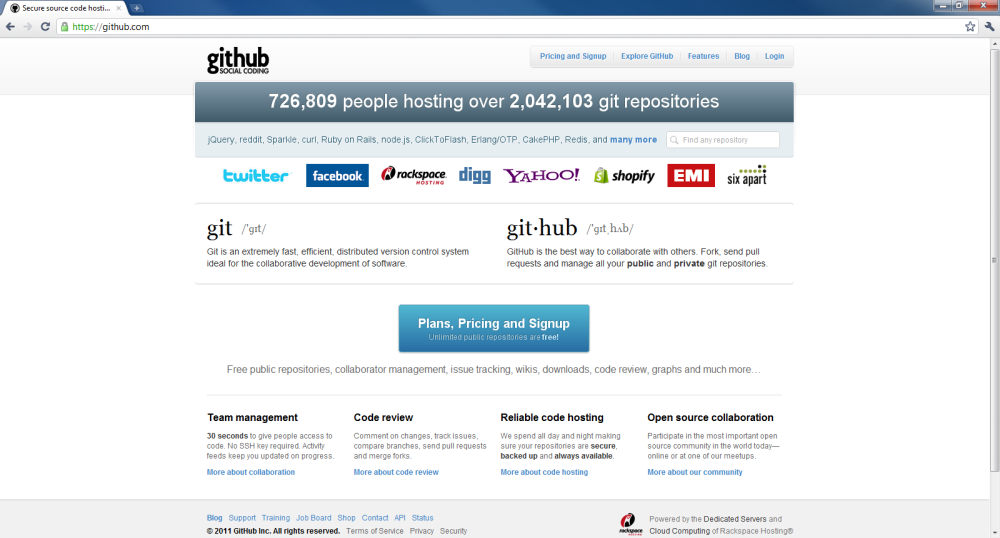 Secure source code hosti...
https://github.com
github
SOCIAL CODING
Pricing and Signup Explore GitHub Features Blog Login
726,809 people hosting over 2,042,103 git repositories
jQuery, reddit, Sparkle, curl, Ruby on Rails, node.js, ClickToFlash, Erlang/OTP, CakePHP, Redis, and many more
Find any repository
twitter facebook rackspace HOSTING digg YAHOO! shopify EMI six apart
git /ˈɡɪt/
Git is an extremely fast, efficient, distributed version control system
ideal for the collaborative development of software.
git·hub /ˈɡɪtˌhʌb/
GitHub is the best way to collaborate with others. Fork, send pull
requests and manage all your public and private git repositories.
Plans, Pricing and Signup
Unlimited public repositories are free!
Free public repositories, collaborator management, issue tracking, wikis, downloads, code review, graphs and much more…
Team management
30 seconds to give people access to
code. No SSH key required. Activity
feeds keep you updated on progress.
More about collaboration
Code review
Comment on changes, track issues,
compare branches, send pull requests
and merge forks.
More about code review
Reliable code hosting
We spend all day and night making
sure your repositories are secure,
backed up and always available.
More about code hosting
Open source collaboration
Participate in the most important open
source community in the world today—
online or at one of our meetups.
More about our community
Blog Support Training Job Board Shop Contact API Status
© 2011 GitHub Inc. All rights reserved. Terms of Service Privacy Security
rackspace
HOSTING
Powered by the Dedicated Servers and
Cloud Computing of Rackspace Hosting®